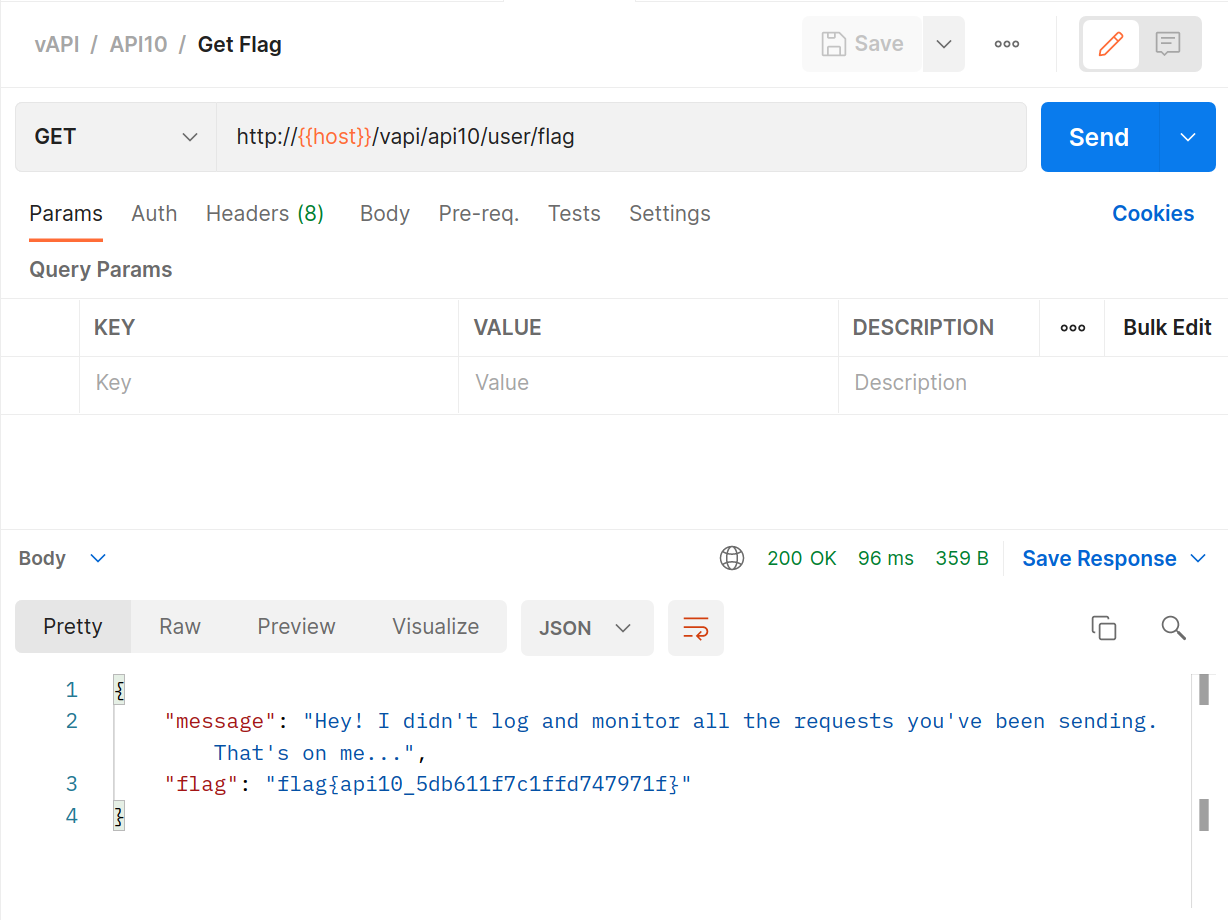 vAPI / API10 / Get Flag
Save
GET
http://{{host}}/vapi/api10/user/flag
Send
Params Auth Headers (8) Body Pre-req. Tests Settings Cookies
Query Params
KEY VALUE DESCRIPTION Bulk Edit
Key Value Description
Body 200 OK 96 ms 359 B Save Response
Pretty Raw Preview Visualize JSON
1 {
2 "message": "Hey! I didn't log and monitor all the requests you've been sending.
That's on me...",
3 "flag": "flag{api10_5db611f7c1ffd747971f}"
4 }